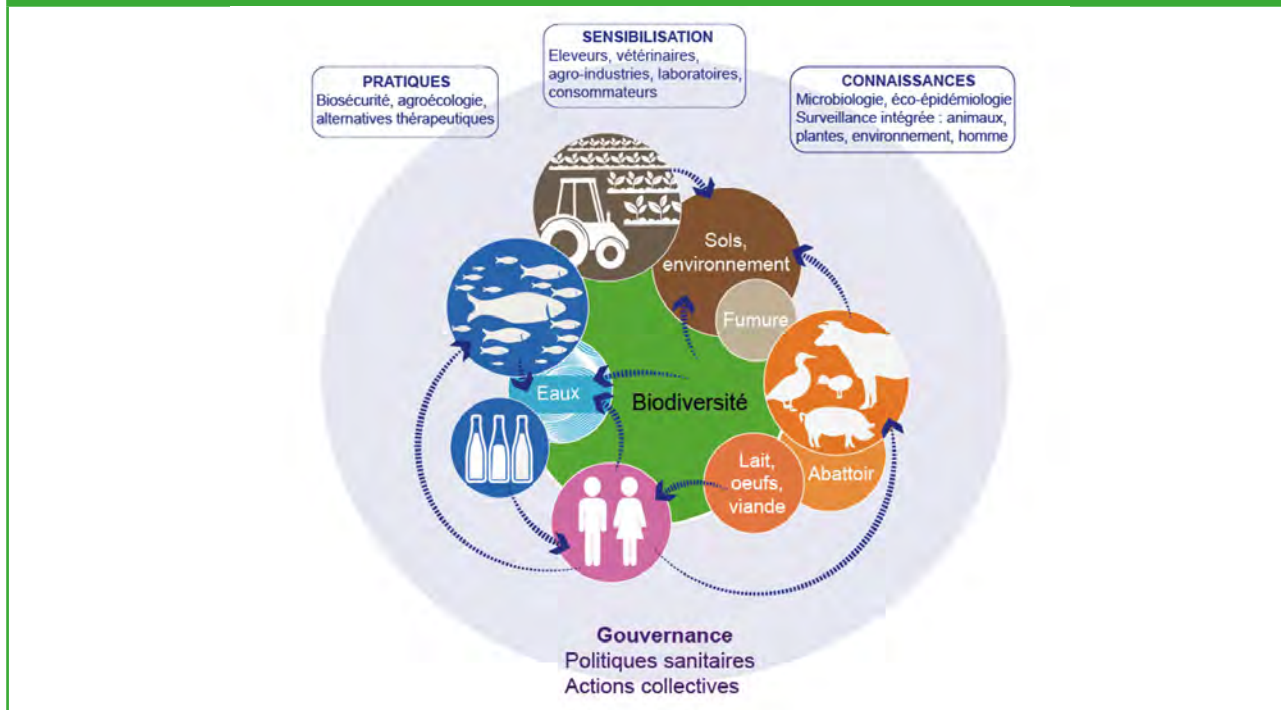 SENSIBILISATION
Eleveurs, vétérinaires,
agro-industries, laboratoires,
consommateurs
PRATIQUES
Biosécurité, agroécologie,
alternatives thérapeutiques
CONNAISSANCES
Microbiologie, éco-épidémiologie
Surveillance intégrée : animaux,
plantes, environnement, homme
Sols,
environnement
Fumure
Eaux
Biodiversité
Lait,
oeufs,
viande
Abattoir
Gouvernance
Politiques sanitaires
Actions collectives